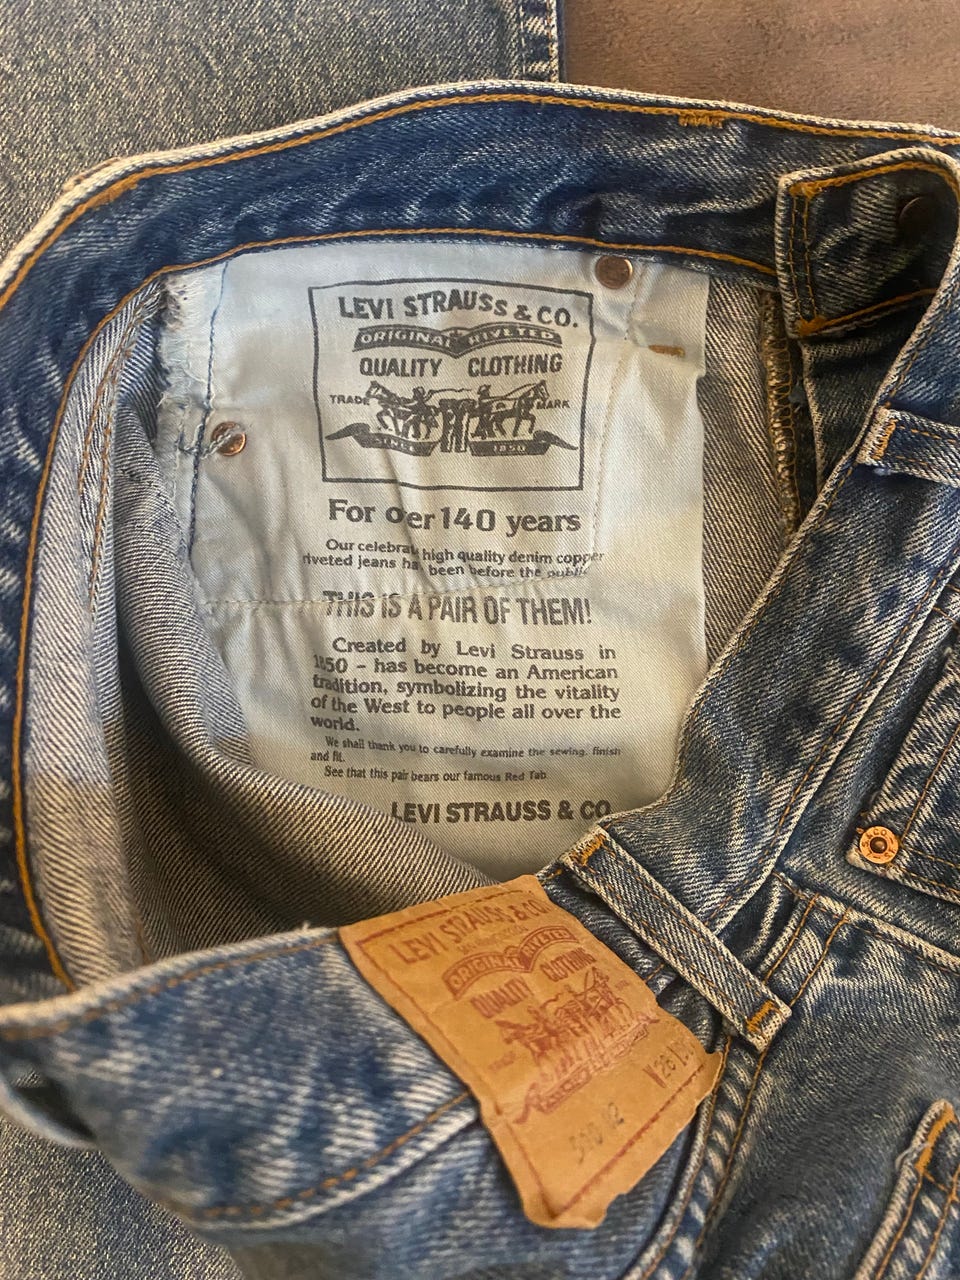 LEVI STRAUSS & CO.
ORIGINAL RIVETED
QUALITY CLOTHING
TRADE MARK
SINCE 1850
For over 140 years
Our celebrat high quality denim copper
riveted jeans ha been before the public
THIS IS A PAIR OF THEM!
Created by Levi Strauss in
1850 - has become an American
tradition, symbolizing the vitality
of the West to people all over the
world.
We shall thank you to carefully examine the sewing, finish
and fit.
See that this pair bears our famous Red Tab
LEVI STRAUSS & CO
LEVI STRAUSS & CO
ORIGINAL RIVETED
QUALITY CLOTHING